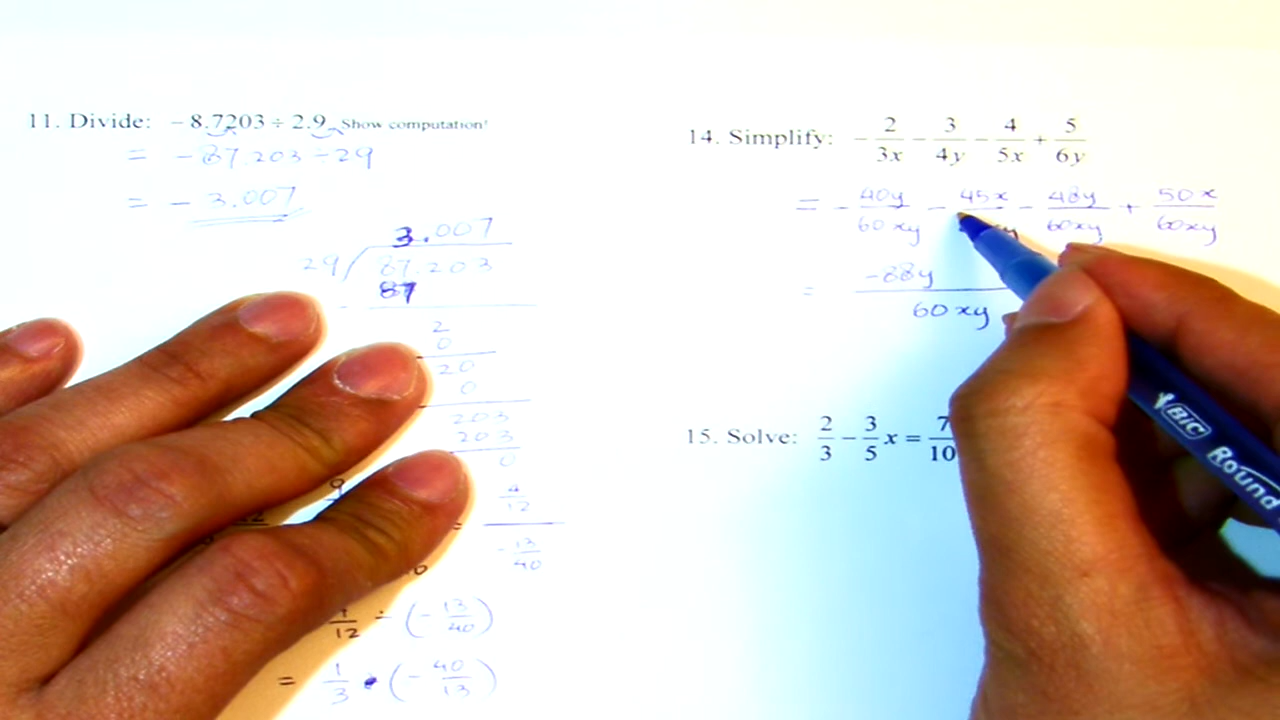 11. Divide: − 8.7203 ÷ 2.9 Show computation!
= − 87.203 ÷ 29
= − 3.007
3.007
29 / 87.203
− 87
2
0
20
0
203
203
0
4/12
=
− 13/40
1/12 ÷ (− 13/40)
= 1/3 • (− 40/13)
14. Simplify: − 2/3x − 3/4y − 4/5x + 5/6y
= − 40y/60xy − 45x/ xy − 48y/60xy + 50x/60xy
= −88y / 60xy
15. Solve: 2/3 − 3/5 x = 7/10
BIC Round